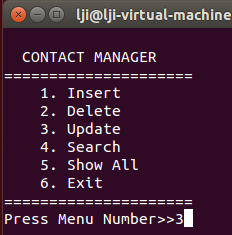 lji@lji-virtual-machine
CONTACT MANAGER
=====================
1. Insert
2. Delete
3. Update
4. Search
5. Show All
6. Exit
=====================
Press Menu Number>>3